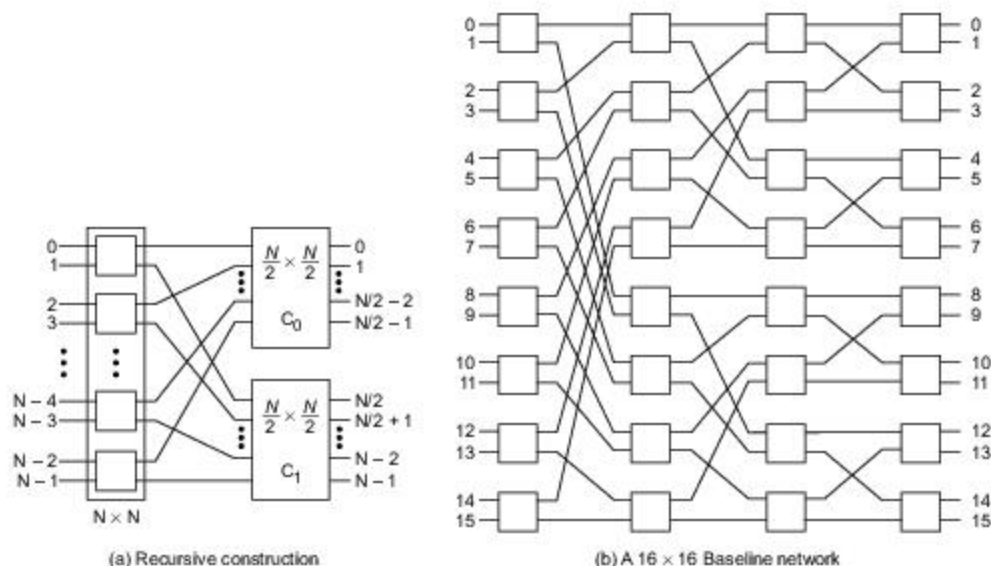 0
1
2
3
N – 4
N – 3
N – 2
N – 1
N × N
N/2 × N/2
C₀
0
1
N/2 – 2
N/2 – 1
N/2 × N/2
C₁
N/2
N/2 + 1
N – 2
N – 1
(a) Recursive construction
0
1
2
3
4
5
6
7
8
9
10
11
12
13
14
15
0
1
2
3
4
5
6
7
8
9
10
11
12
13
14
15
(b) A 16 × 16 Baseline network